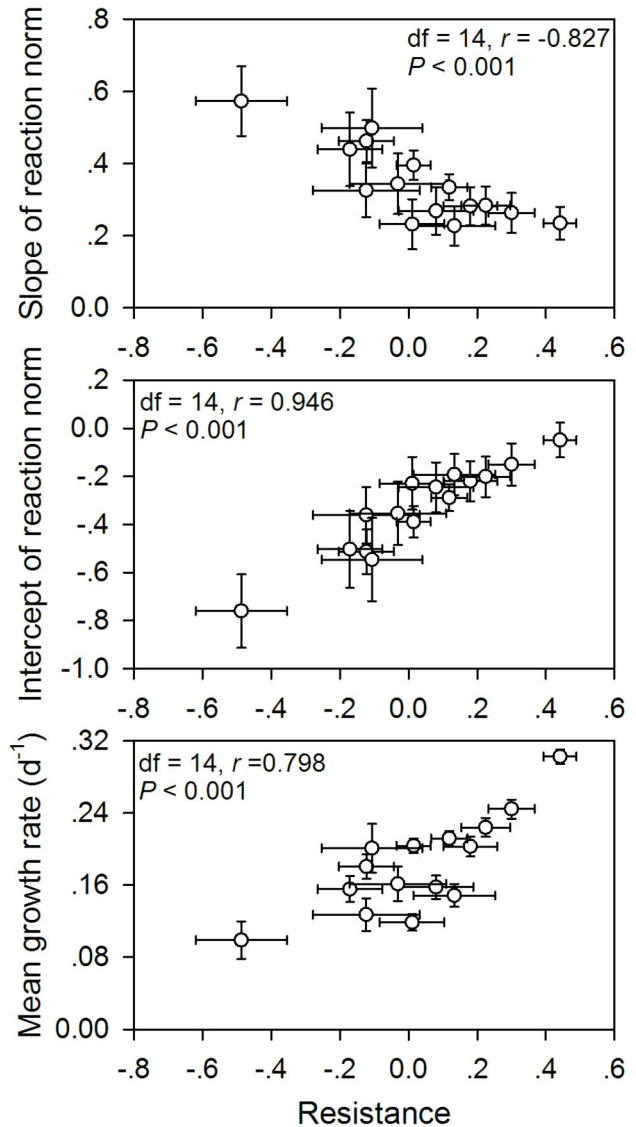 Slope of reaction norm
.8
.6
.4
.2
0.0
df = 14, r = -0.827
P < 0.001
-.8 -.6 -.4 -.2 0.0 .2 .4 .6
Intercept of reaction norm
.2
0.0
-.2
-.4
-.6
-.8
-1.0
df = 14, r = 0.946
P < 0.001
-.8 -.6 -.4 -.2 0.0 .2 .4 .6
Mean growth rate (d⁻¹)
.32
.24
.16
.08
0.00
df = 14, r =0.798
P < 0.001
-.8 -.6 -.4 -.2 0.0 .2 .4 .6
Resistance